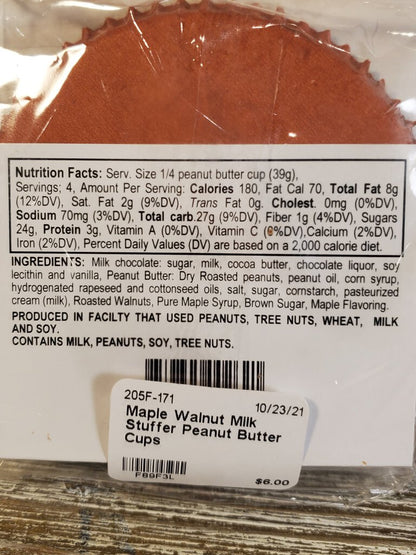 Nutrition Facts: Serv. Size 1/4 peanut butter cup (39g),
Servings: 4, Amount Per Serving: Calories 180, Fat Cal 70, Total Fat 8g
(12%DV), Sat. Fat 2g (9%DV), Trans Fat 0g. Cholest. 0mg (0%DV),
Sodium 70mg (3%DV), Total carb.27g (9%DV), Fiber 1g (4%DV), Sugars
24g, Protein 3g, Vitamin A (0%DV), Vitamin C (0%DV),Calcium (2%DV),
Iron (2%DV), Percent Daily Values (DV) are based on a 2,000 calorie diet.
INGREDIENTS: Milk chocolate: sugar, milk, cocoa butter, chocolate liquor, soy
lecithin and vanilla, Peanut Butter: Dry Roasted peanuts, peanut oil, corn syrup,
hydrogenated rapeseed and cottonseed oils, salt, sugar, cornstarch, pasteurized
cream (milk), Roasted Walnuts, Pure Maple Syrup, Brown Sugar, Maple Flavoring.
PRODUCED IN FACILTY THAT USED PEANUTS, TREE NUTS, WHEAT, MILK
AND SOY.
CONTAINS MILK, PEANUTS, SOY, TREE NUTS.
205F-171 10/23/21
Maple Walnut Milk
Stuffer Peanut Butter
Cups
F89F3L $6.00